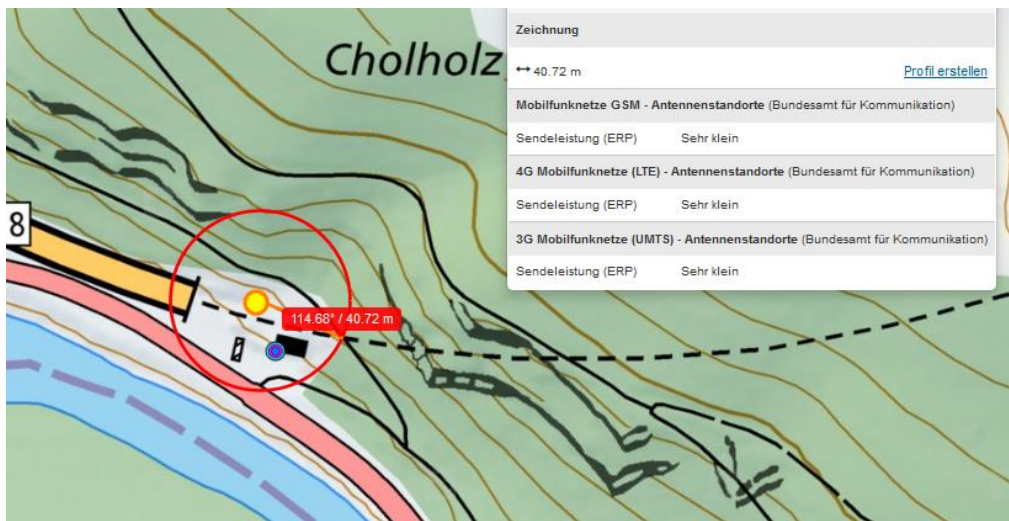 Cholholz
8
114.68° / 40.72 m
Zeichnung
↔ 40.72 m Profil erstellen
Mobilfunknetze GSM - Antennenstandorte (Bundesamt für Kommunikation)
Sendeleistung (ERP) Sehr klein
4G Mobilfunknetze (LTE) - Antennenstandorte (Bundesamt für Kommunikation)
Sendeleistung (ERP) Sehr klein
3G Mobilfunknetze (UMTS) - Antennenstandorte (Bundesamt für Kommunikation)
Sendeleistung (ERP) Sehr klein